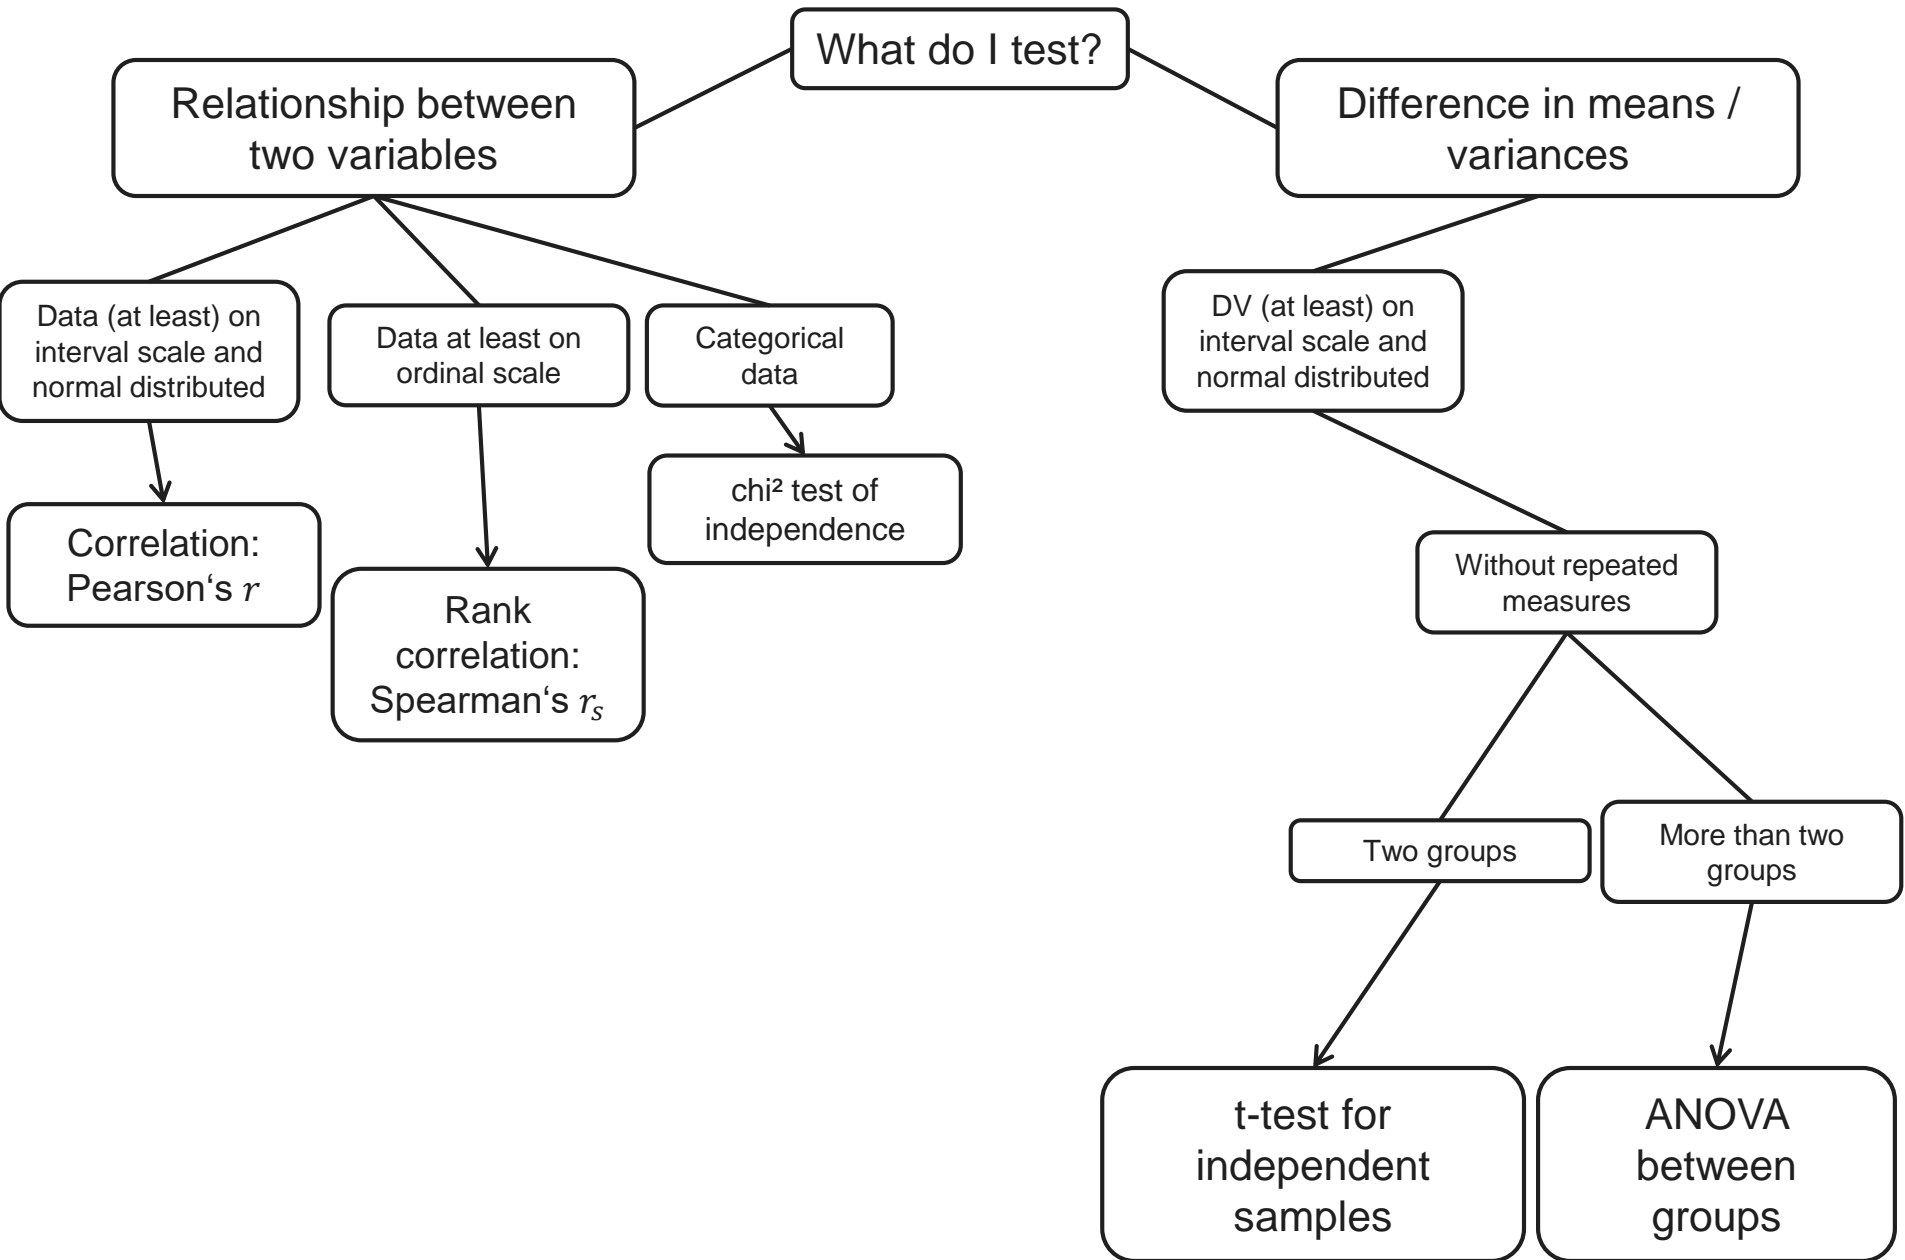 What do I test?
Relationship between
two variables
Difference in means /
variances
Data (at least) on
interval scale and
normal distributed
Data at least on
ordinal scale
Categorical
data
DV (at least) on
interval scale and
normal distributed
Correlation:
Pearson‘s r
Rank
correlation:
Spearman‘s rₛ
chi² test of
independence
Without repeated
measures
Two groups
More than two
groups
t-test for
independent
samples
ANOVA
between
groups